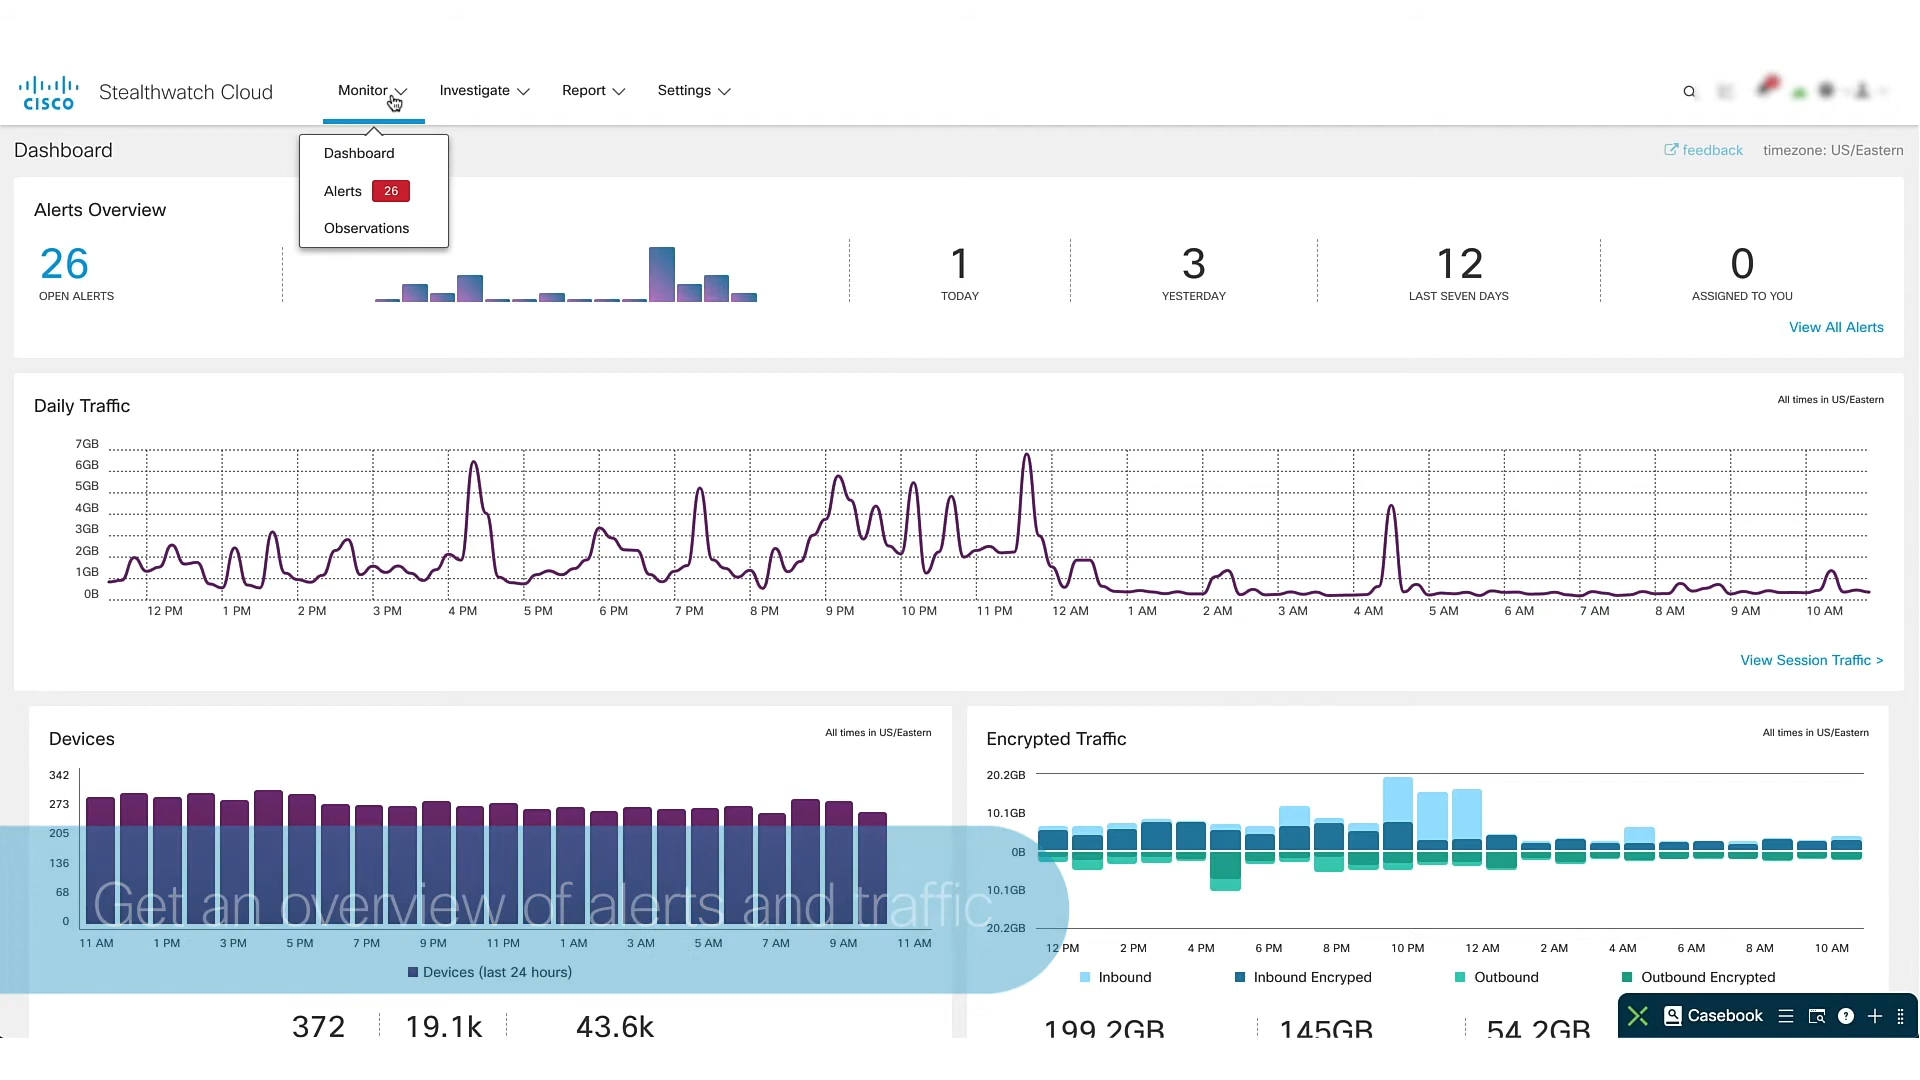 CISCO Stealthwatch Cloud Monitor Investigate Report Settings
Dashboard
feedback timezone: US/Eastern
Dashboard
Alerts 26
Observations
Alerts Overview
26
OPEN ALERTS
1
TODAY
3
YESTERDAY
12
LAST SEVEN DAYS
0
ASSIGNED TO YOU
View All Alerts
Daily Traffic
All times in US/Eastern
7GB
6GB
5GB
4GB
3GB
2GB
1GB
0B
12 PM 1 PM 2 PM 3 PM 4 PM 5 PM 6 PM 7 PM 8 PM 9 PM 10 PM 11 PM 12 AM 1 AM 2 AM 3 AM 4 AM 5 AM 6 AM 7 AM 8 AM 9 AM 10 AM
View Session Traffic >
Devices
All times in US/Eastern
342
273
205
136
68
0
11 AM 1 PM 3 PM 5 PM 7 PM 9 PM 11 PM 1 AM 3 AM 5 AM 7 AM 9 AM 11 AM
Devices (last 24 hours)
372 19.1k 43.6k
Get an overview of alerts and traffic
Encrypted Traffic
All times in US/Eastern
20.2GB
10.1GB
0B
10.1GB
20.2GB
12 PM 2 PM 4 PM 6 PM 8 PM 10 PM 12 AM 2 AM 4 AM 6 AM 8 AM 10 AM
Inbound Inbound Encryped Outbound Outbound Encrypted
199.2GB 145GB 54.2GB
Casebook